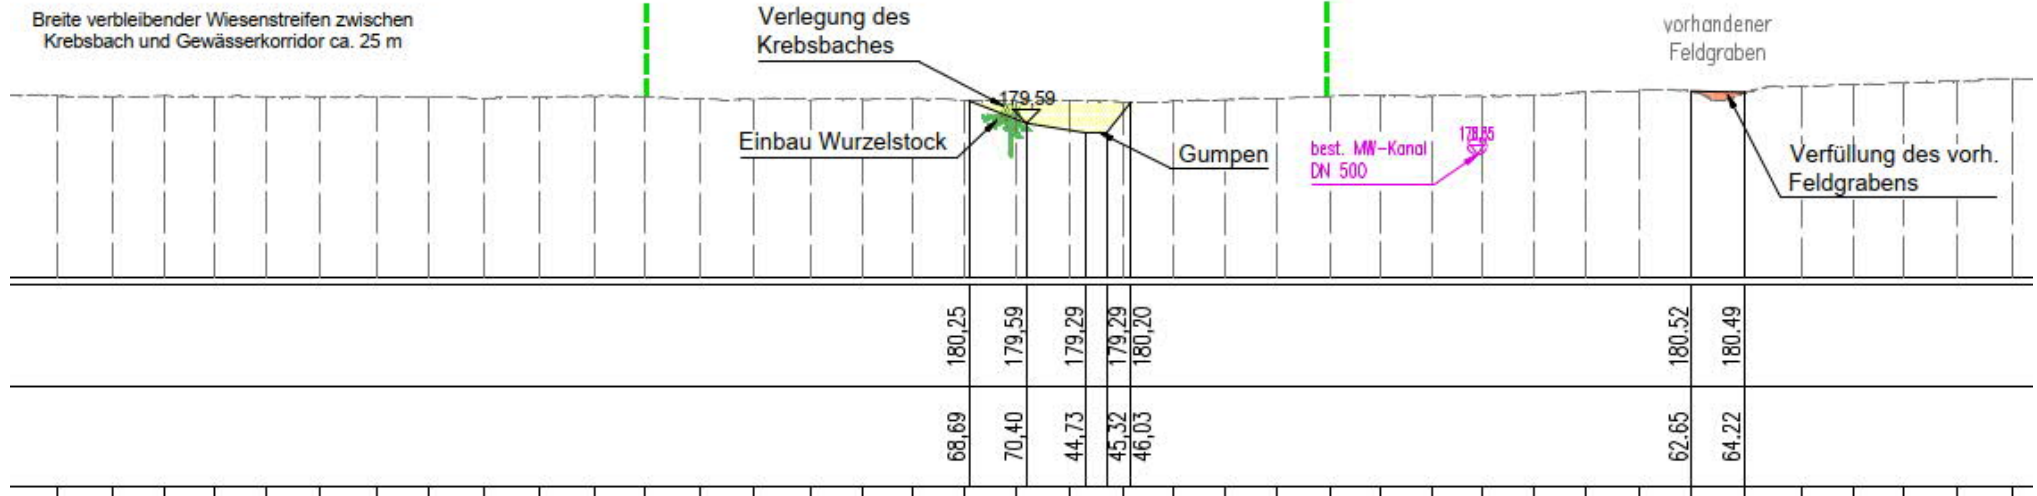 Breite verbleibender Wiesenstreifen zwischen
Krebsbach und Gewässerkorridor ca. 25 m
Verlegung des
Krebsbaches
vorhandener
Feldgraben
179,59
Einbau Wurzelstock
Gumpen
best. MW-Kanal
DN 500
Verfüllung des vorh.
Feldgrabens
180,25
179,59
179,29
179,29
180,20
180.52
180.49
68,69
70,40
44,73
45,32
46,03
62.65
64.22